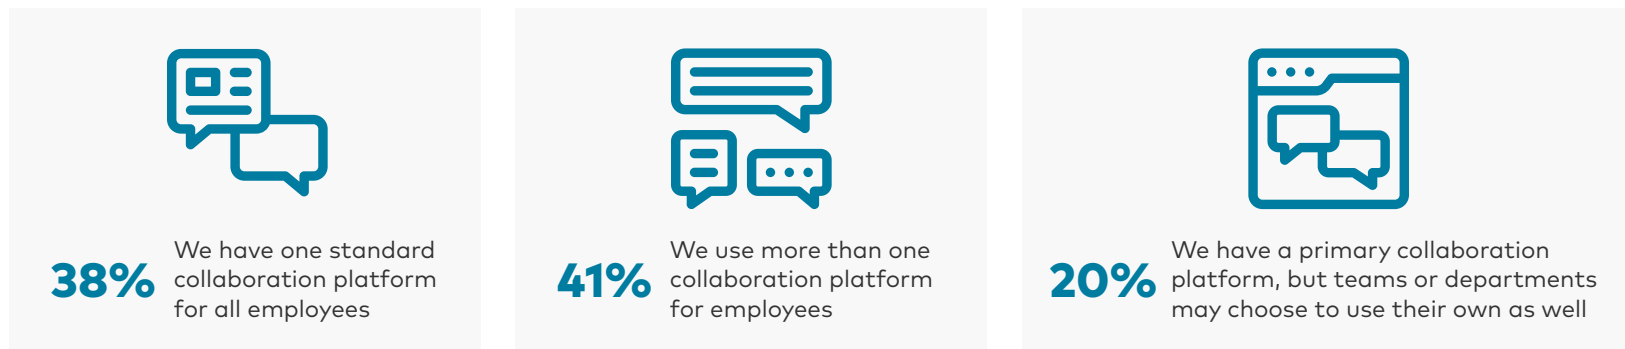 38%
We have one standard
collaboration platform
for all employees
41%
We use more than one
collaboration platform
for employees
20%
We have a primary collaboration
platform, but teams or departments
may choose to use their own as well